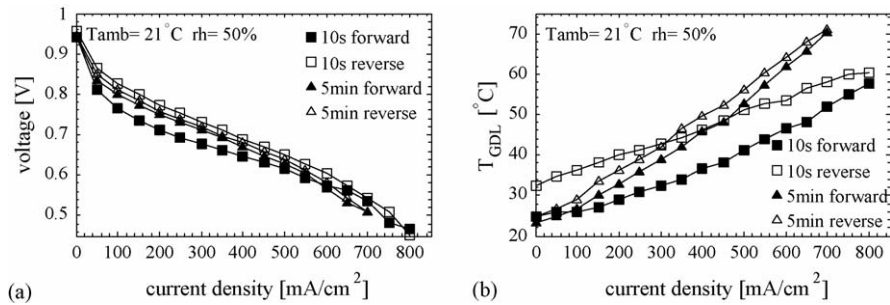 1
0.9
0.8
0.7
0.6
0.5
voltage [V]
Tamb= 21°C rh= 50%
10s forward
10s reverse
5min forward
5min reverse
0 100 200 300 400 500 600 700 800
(a) current density [mA/cm²]
70
60
50
40
30
20
T_GDL [°C]
Tamb= 21°C rh= 50%
10s forward
10s reverse
5min forward
5min reverse
0 100 200 300 400 500 600 700 800
(b) current density [mA/cm²]